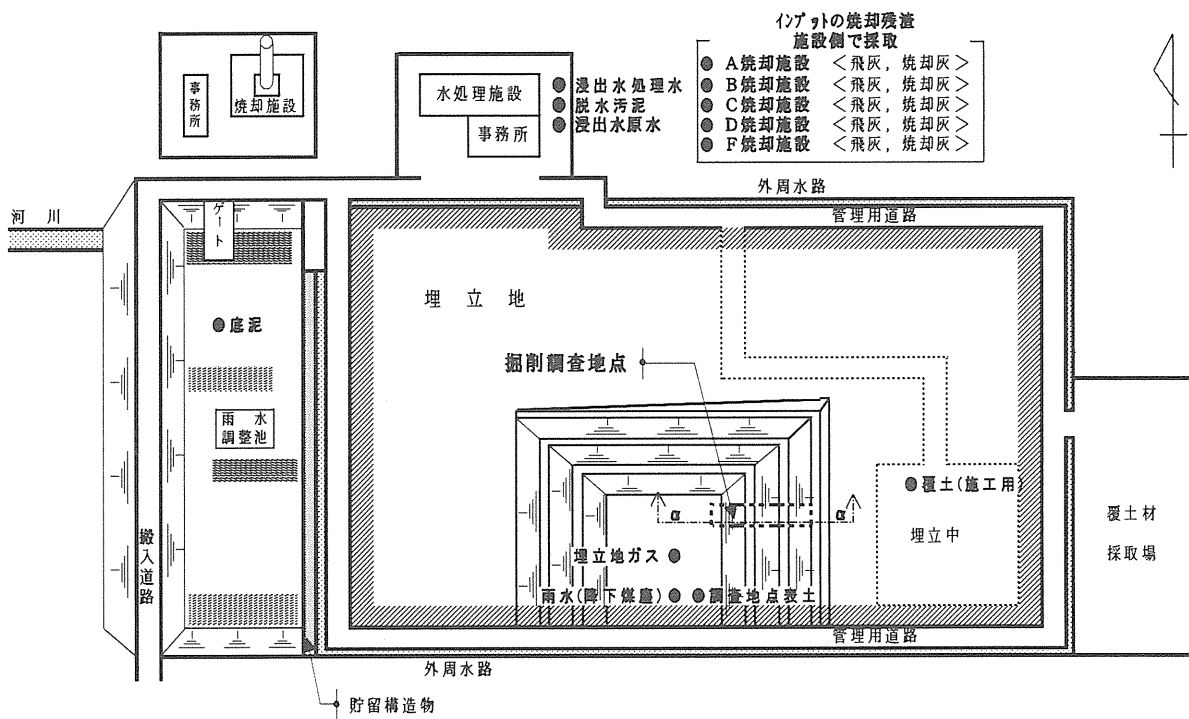 インプットの焼却残渣
施設側で採取
● A焼却施設 <飛灰,焼却灰>
● B焼却施設 <飛灰,焼却灰>
● C焼却施設 <飛灰,焼却灰>
● D焼却施設 <飛灰,焼却灰>
● F焼却施設 <飛灰,焼却灰>
事務所
焼却施設
水処理施設
事務所
● 浸出水処理水
● 脱水汚泥
● 浸出水原水
外周水路
管理用道路
河川
ゲート
埋立地
● 底泥
掘削調査地点
雨水
調整池
● 覆土(施工用)
α
α
埋立中
覆土材
採取場
搬入道路
埋立地ガス ●
雨水(降下煤塵) ● ● 調査地点表土
管理用道路
外周水路
貯留構造物